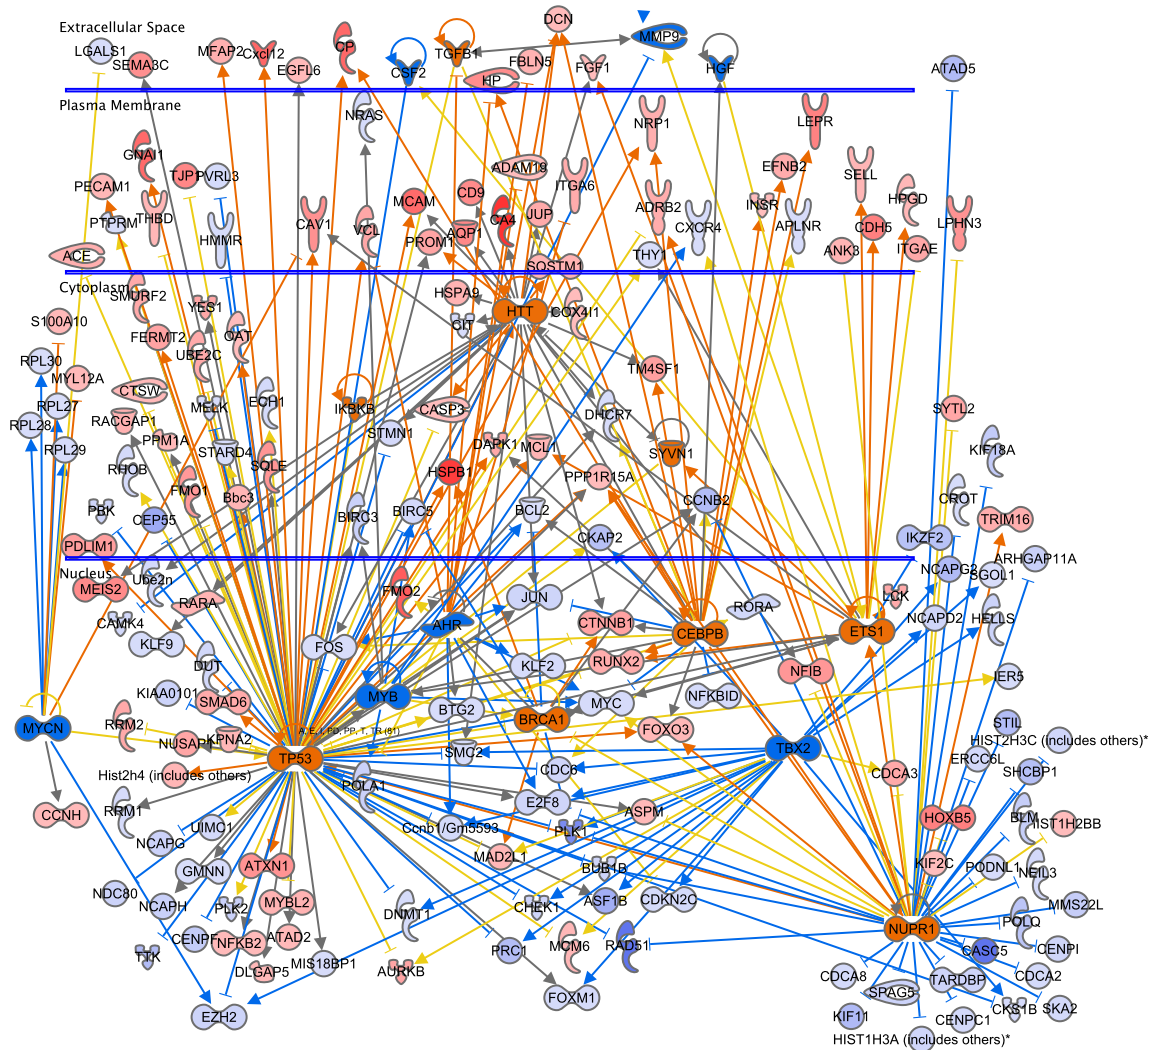 Extracellular Space
LGALS1
SEMA3C
MFAP2
Cxcl12
EGFL6
CP
CSF2
TGFB1
HP
FBLN5
DCN
FGF1
MMP9
HGF
ATAD5
Plasma Membrane
NRAS
NRP1
LEPR
GNAI1
PECAM1
TJP1
PVRL3
PTPRM
THBD
HMMR
ACE
CAV1
VCL
MCAM
PROM1
CD9
AQP1
CA4
ADAM19
JUP
ITGA6
SQSTM1
ADRB2
THY1
CXCR4
EFNB2
INSR
APLNR
SELL
ANK3
CDH5
HPGD
ITGAE
LPHN3
Cytoplasm
SMURF2
S100A10
FERMT2
YES1
UBE2C
OAT
HSPA9
CIT
HTT
COX4I1
RPL30
MYL12A
RPL27
RPL28
RPL29
CTSW
RACGAP1
PPM1A
MELK
ECH1
STARD4
RHOB
SQLE
FMO1
Bbc3
PBK
CEP55
PDLIM1
IKBKB
STMN1
CASP3
DAPK1
MCL1
HSPB1
BIRC3
BIRC5
BCL2
CKAP2
DHCR7
TM4SF1
SYVN1
PPP1R15A
CCNB2
SYTL2
KIF18A
CROT
TRIM16
IKZF2
ARHGAP11A
NCAPG2
SGOL1
Nucleus
MEIS2
Ube2n
RARA
CAMK4
KLF9
FMO2
AHR
JUN
CTNNB1
CEBPB
RORA
LCK
ETS1
NCAPD2
HELLS
DUT
FOS
KLF2
RUNX2
NFIB
IER5
KIAA0101
SMAD6
MYB
BTG2
BRCA1
MYC
NFKBID
MYCN
RRM2
NUSAP1
KPNA2
A, E, I, PD, PP, T, TR (81)
TP53
SMC2
FOXO3
TBX2
STIL
HIST2H3C (includes others)*
ERCC6L
SHCBP1
Hist2h4 (includes others)
CDC6
CDCA3
POLA1
E2F8
ASPM
CCNH
RRM1
UIMC1
NCAPG
Ccnb1/Gm5593
PLK1
HOXB5
BLM
HIST1H2BB
MAD2L1
BUB1B
KIF2C
PODNL1
NEIL3
GMNN
ATXN1
NDC80
NCAPH
PLK2
MYBL2
DNMT1
CHEK1
ASF1B
CDKN2C
MMS22L
POLQ
CENPF
NFKB2
ATAD2
NUPR1
CASC5
CENPI
TTK
DLGAP5
MIS18BP1
AURKB
PRC1
MCM6
RAD51
CDCA8
TARDBP
CDCA2
SPAG5
CKS1B
SKA2
EZH2
FOXM1
KIF11
CENPC1
HIST1H3A (includes others)*